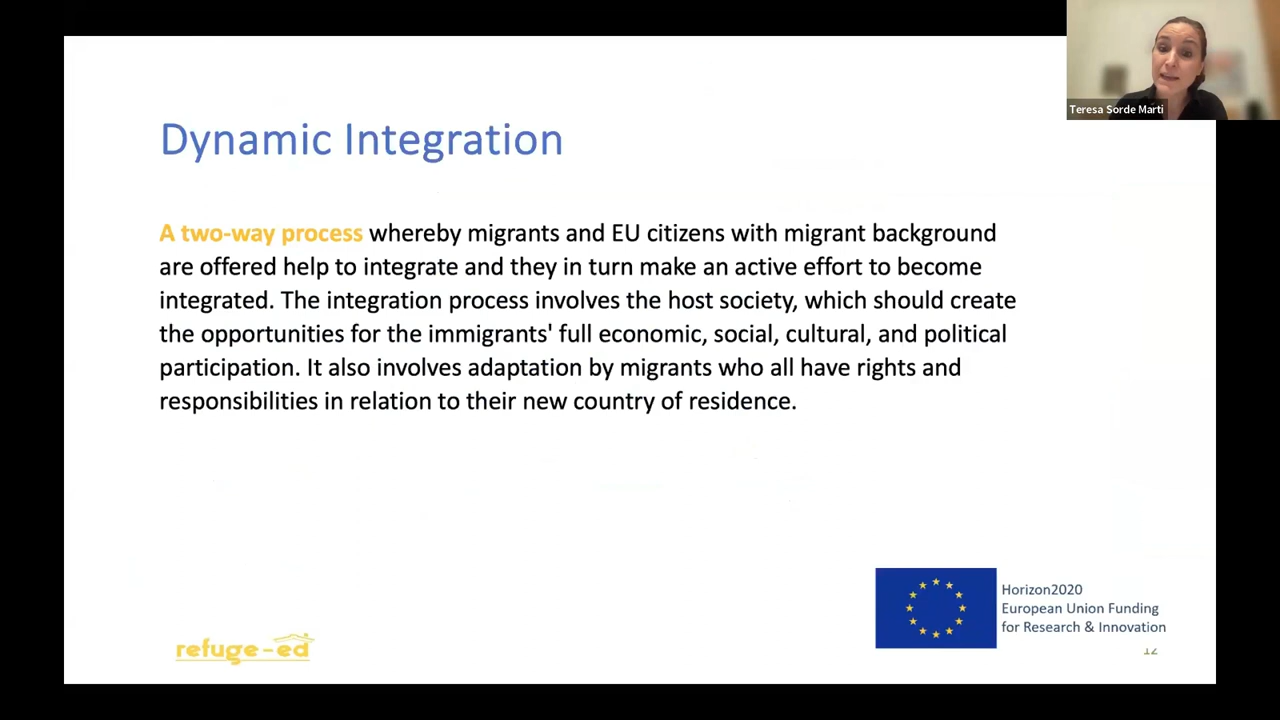 Teresa Sorde Marti
Dynamic Integration
A two-way process whereby migrants and EU citizens with migrant background
are offered help to integrate and they in turn make an active effort to become
integrated. The integration process involves the host society, which should create
the opportunities for the immigrants' full economic, social, cultural, and political
participation. It also involves adaptation by migrants who all have rights and
responsibilities in relation to their new country of residence.
refuge-ed
Horizon2020
European Union Funding
for Research & Innovation
12